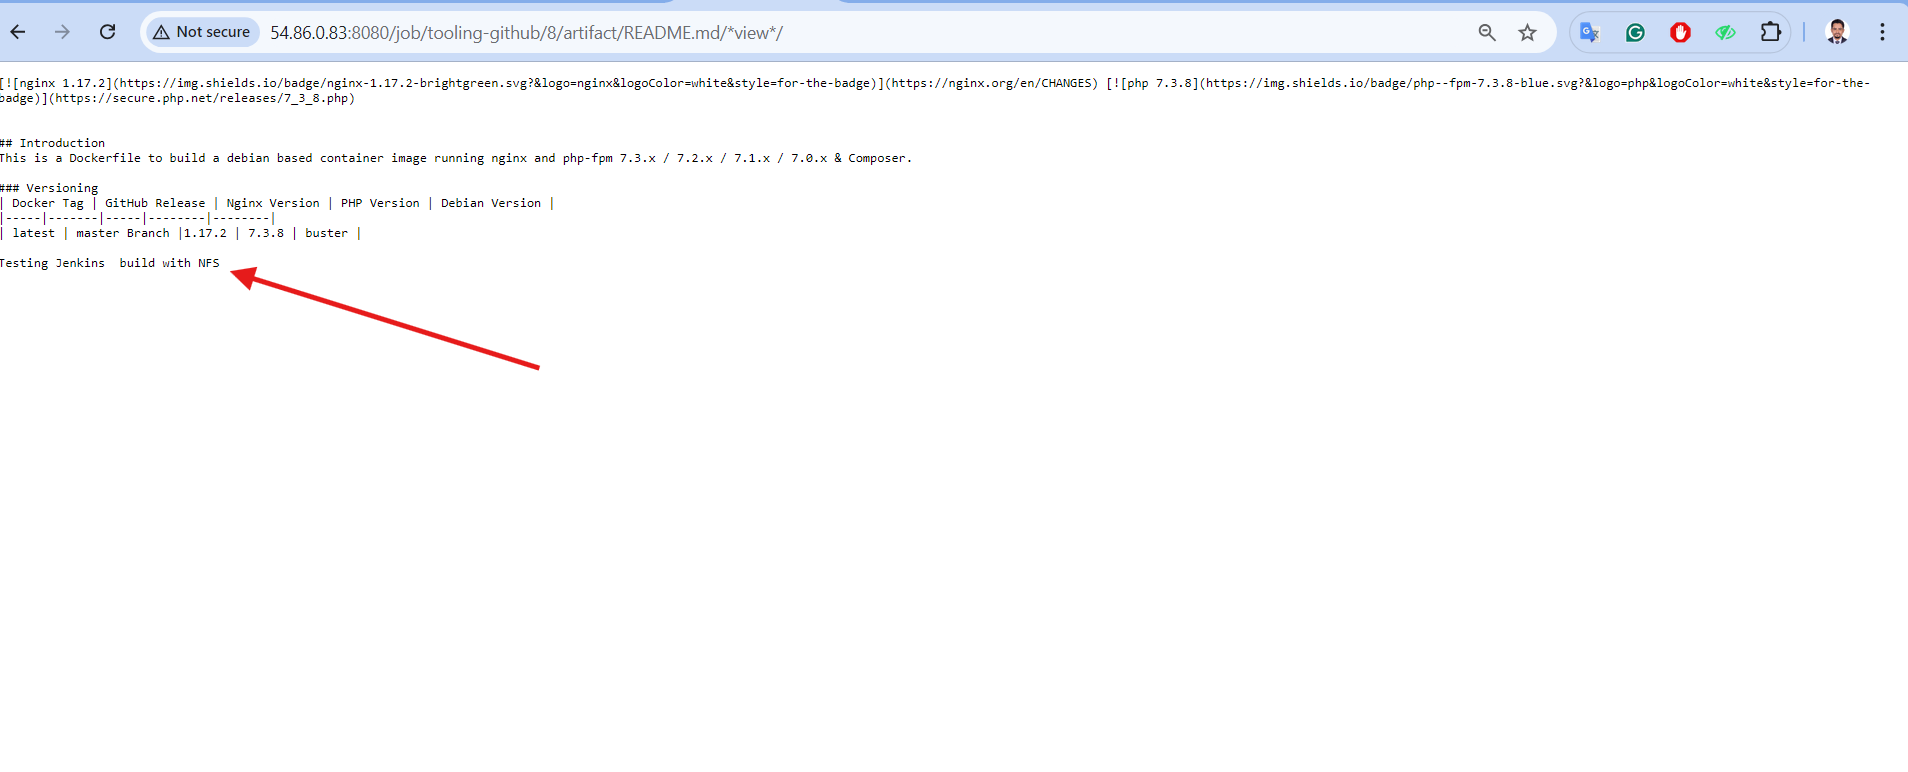 Not secure 54.86.0.83:8080/job/tooling-github/8/artifact/README.md/*view*/
[![nginx 1.17.2](https://img.shields.io/badge/nginx-1.17.2-brightgreen.svg?&logo=nginx&logoColor=white&style=for-the-badge)](https://nginx.org/en/CHANGES) [![php 7.3.8](https://img.shields.io/badge/php--fpm-7.3.8-blue.svg?&logo=php&logoColor=white&style=for-the-
badge)](https://secure.php.net/releases/7_3_8.php)
## Introduction
This is a Dockerfile to build a debian based container image running nginx and php-fpm 7.3.x / 7.2.x / 7.1.x / 7.0.x & Composer.
### Versioning
| Docker Tag | GitHub Release | Nginx Version | PHP Version | Debian Version |
|-----|-------|-----|--------|--------|
| latest | master Branch |1.17.2 | 7.3.8 | buster |
Testing Jenkins  build with NFS